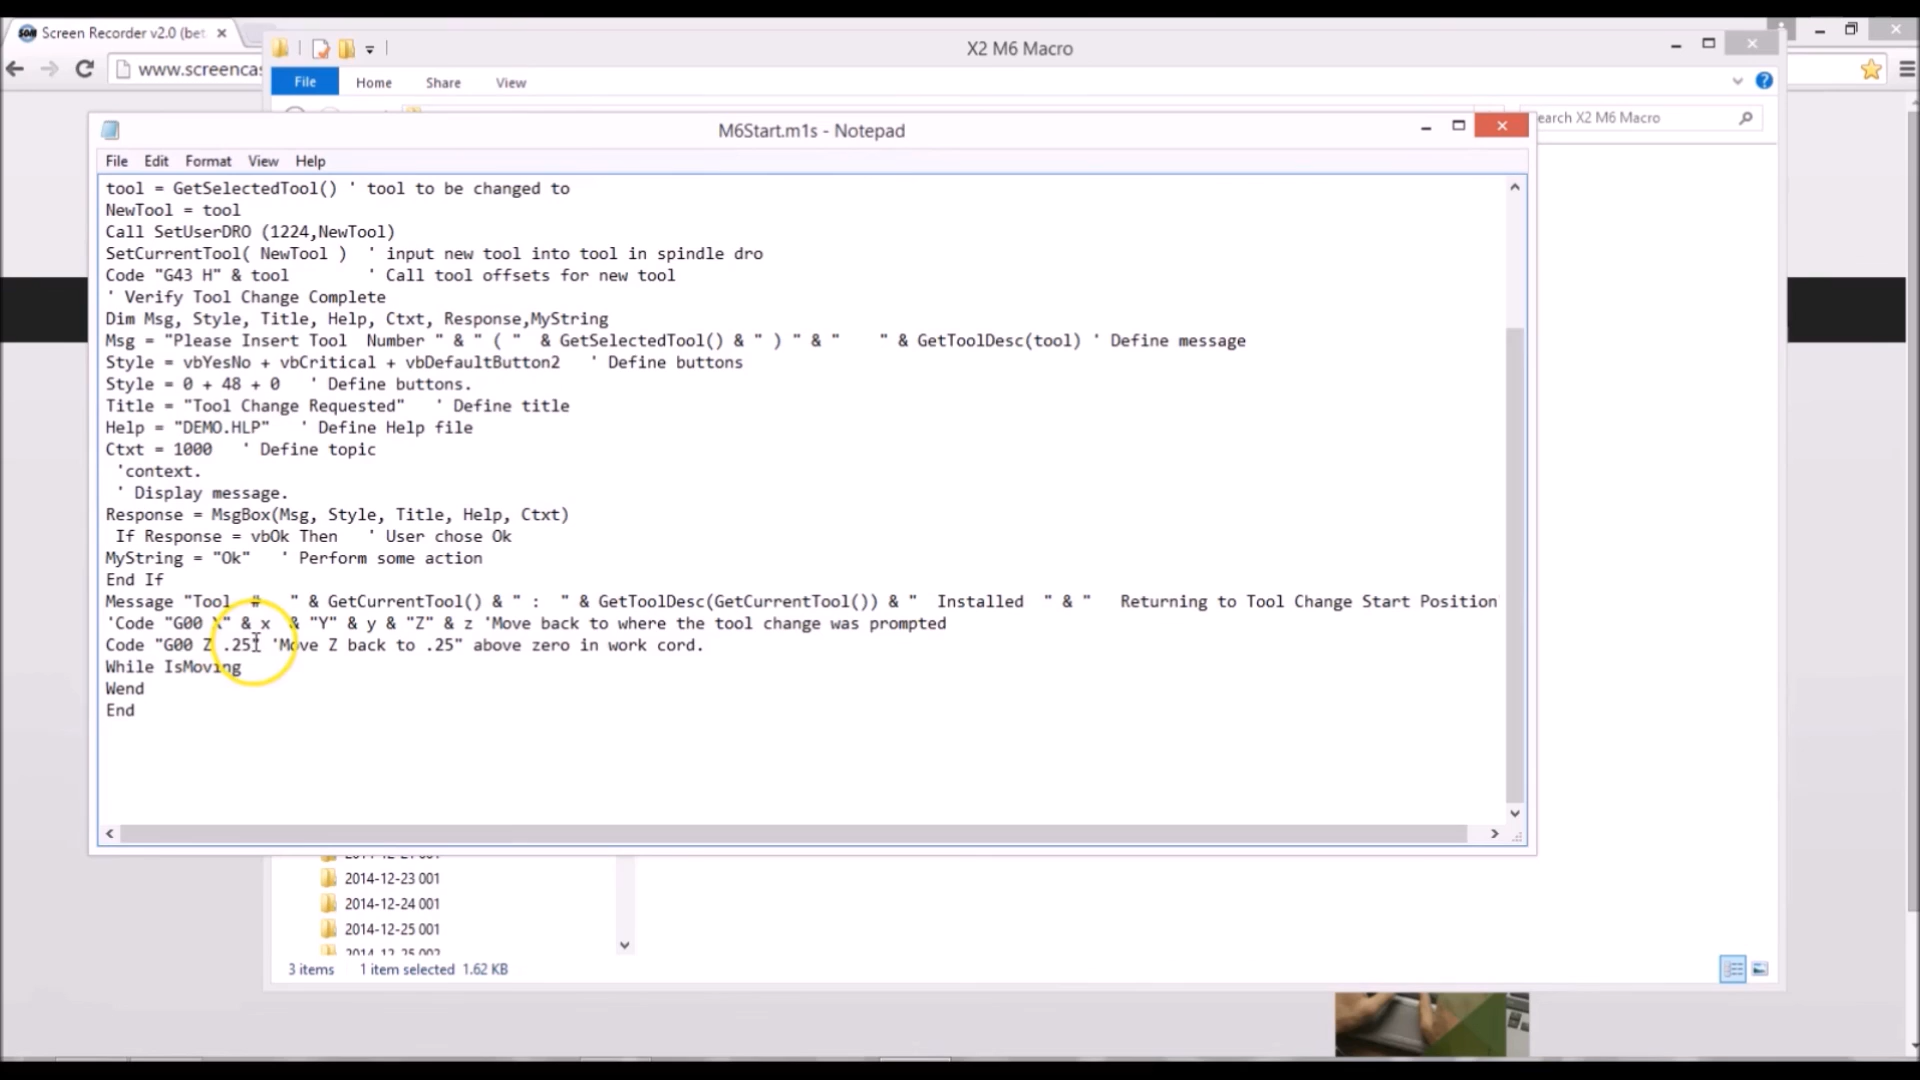 Screen Recorder v2.0 (bet
www.screencas
X2 M6 Macro
File Home Share View
earch X2 M6 Macro
M6Start.m1s - Notepad
File Edit Format View Help
tool = GetSelectedTool() ' tool to be changed to
NewTool = tool
Call SetUserDRO (1224,NewTool)
SetCurrentTool( NewTool ) ' input new tool into tool in spindle dro
Code "G43 H" & tool ' Call tool offsets for new tool
' Verify Tool Change Complete
Dim Msg, Style, Title, Help, Ctxt, Response,MyString
Msg = "Please Insert Tool Number " & " ( " & GetSelectedTool() & " ) " & " " & GetToolDesc(tool) ' Define message
Style = vbYesNo + vbCritical + vbDefaultButton2 ' Define buttons
Style = 0 + 48 + 0 ' Define buttons.
Title = "Tool Change Requested" ' Define title
Help = "DEMO.HLP" ' Define Help file
Ctxt = 1000 ' Define topic
'context.
' Display message.
Response = MsgBox(Msg, Style, Title, Help, Ctxt)
If Response = vbOk Then ' User chose Ok
MyString = "Ok" ' Perform some action
End If
Message "Tool # " & GetCurrentTool() & " : " & GetToolDesc(GetCurrentTool()) & " Installed " & " Returning to Tool Change Start Position
'Code "G00 X" & x & "Y" & y & "Z" & z 'Move back to where the tool change was prompted
Code "G00 Z .25" 'Move Z back to .25" above zero in work cord.
While IsMoving
Wend
End
2014-12-23 001
2014-12-24 001
2014-12-25 001
3 items 1 item selected 1.62 KB